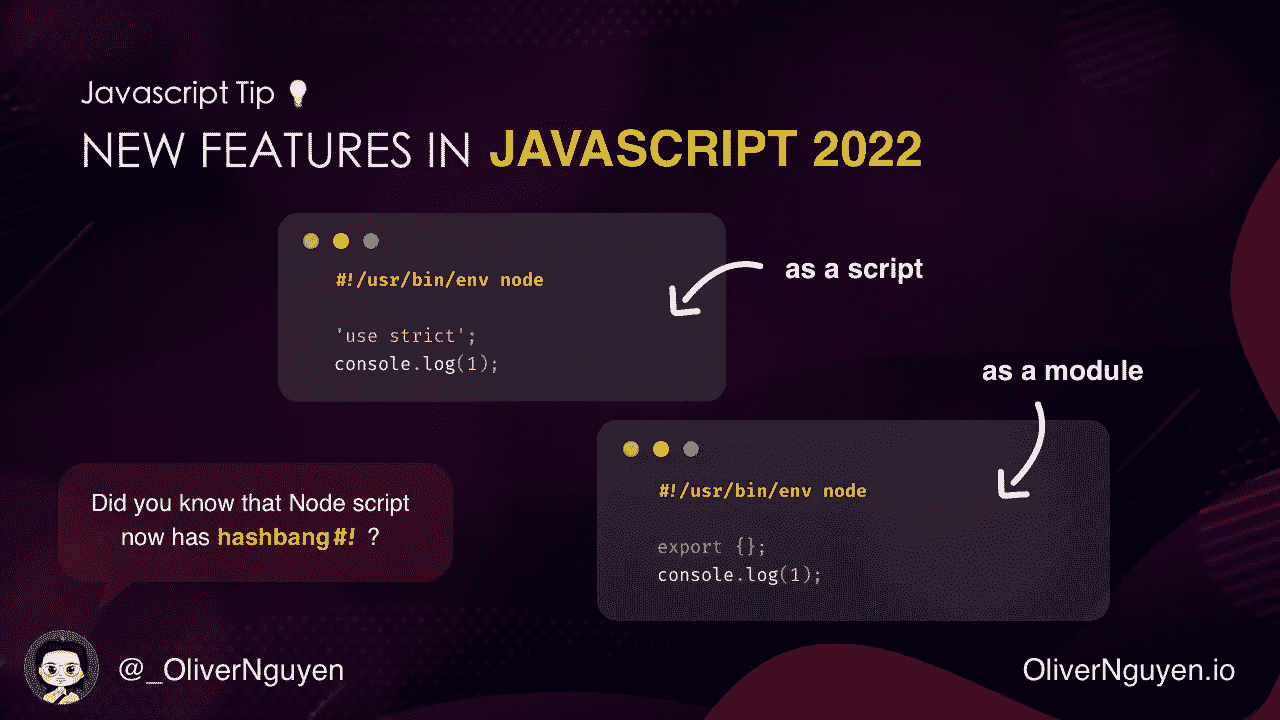 Javascript Tip 💡
NEW FEATURES IN JAVASCRIPT 2022
#!/usr/bin/env node
'use strict';
console.log(1);
as a script
as a module
#!/usr/bin/env node
export {};
console.log(1);
Did you know that Node script
now has hashbang#! ?
@_OliverNguyen
OliverNguyen.io